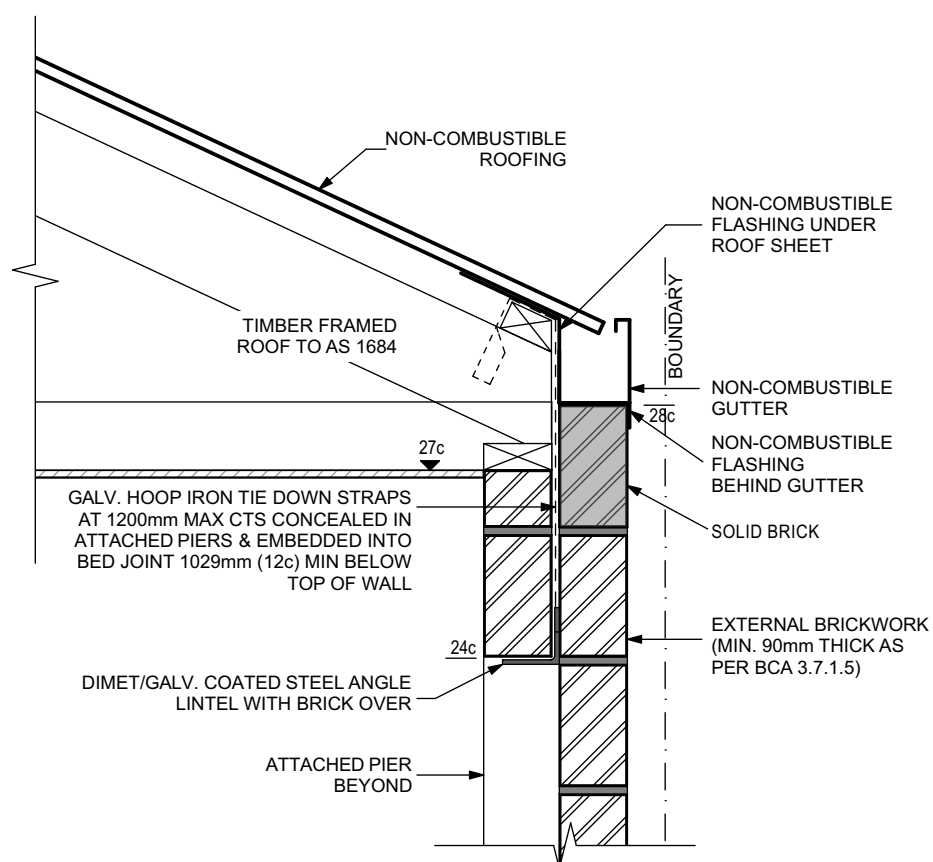 NON-COMBUSTIBLE
ROOFING
NON-COMBUSTIBLE
FLASHING UNDER
ROOF SHEET
BOUNDARY
TIMBER FRAMED
ROOF TO AS 1684
NON-COMBUSTIBLE
GUTTER
28c
27c
NON-COMBUSTIBLE
FLASHING
BEHIND GUTTER
GALV. HOOP IRON TIE DOWN STRAPS
AT 1200mm MAX CTS CONCEALED IN
ATTACHED PIERS & EMBEDDED INTO
BED JOINT 1029mm (12c) MIN BELOW
TOP OF WALL
SOLID BRICK
EXTERNAL BRICKWORK
(MIN. 90mm THICK AS
PER BCA 3.7.1.5)
24c
DIMET/GALV. COATED STEEL ANGLE
LINTEL WITH BRICK OVER
ATTACHED PIER
BEYOND